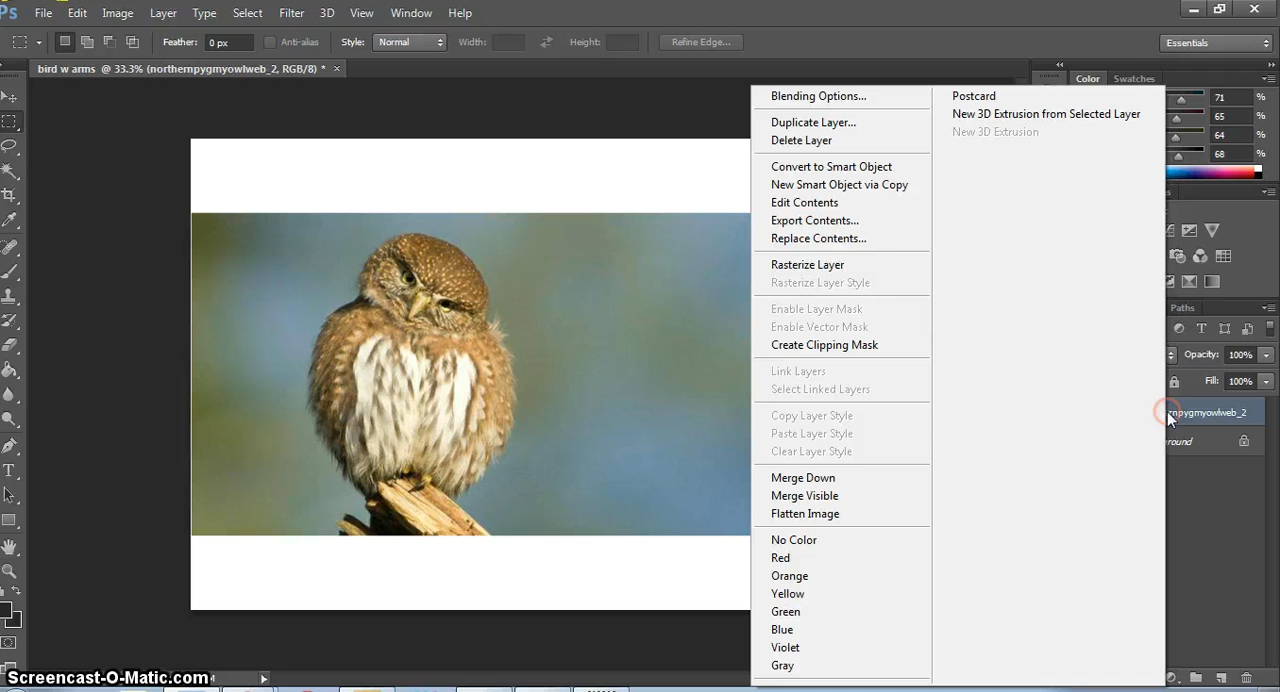 Ps File Edit Image Layer Type Select Filter 3D View Window Help
Feather: 0 px Anti-alias Style: Normal Width: Height: Refine Edge... Essentials
bird w arms @ 33.3% (northernpygmyowlweb_2, RGB/8) * ×
Color Swatches
71 %
65 %
64 %
68 %
Blending Options...
Duplicate Layer...
Delete Layer
Convert to Smart Object
New Smart Object via Copy
Edit Contents
Export Contents...
Replace Contents...
Rasterize Layer
Rasterize Layer Style
Enable Layer Mask
Enable Vector Mask
Create Clipping Mask
Link Layers
Select Linked Layers
Copy Layer Style
Paste Layer Style
Clear Layer Style
Merge Down
Merge Visible
Flatten Image
No Color
Red
Orange
Yellow
Green
Blue
Violet
Gray
Postcard
New 3D Extrusion from Selected Layer
New 3D Extrusion
Paths
Opacity: 100%
Fill: 100%
npygmyowlweb_2
round
Screencast-O-Matic.com